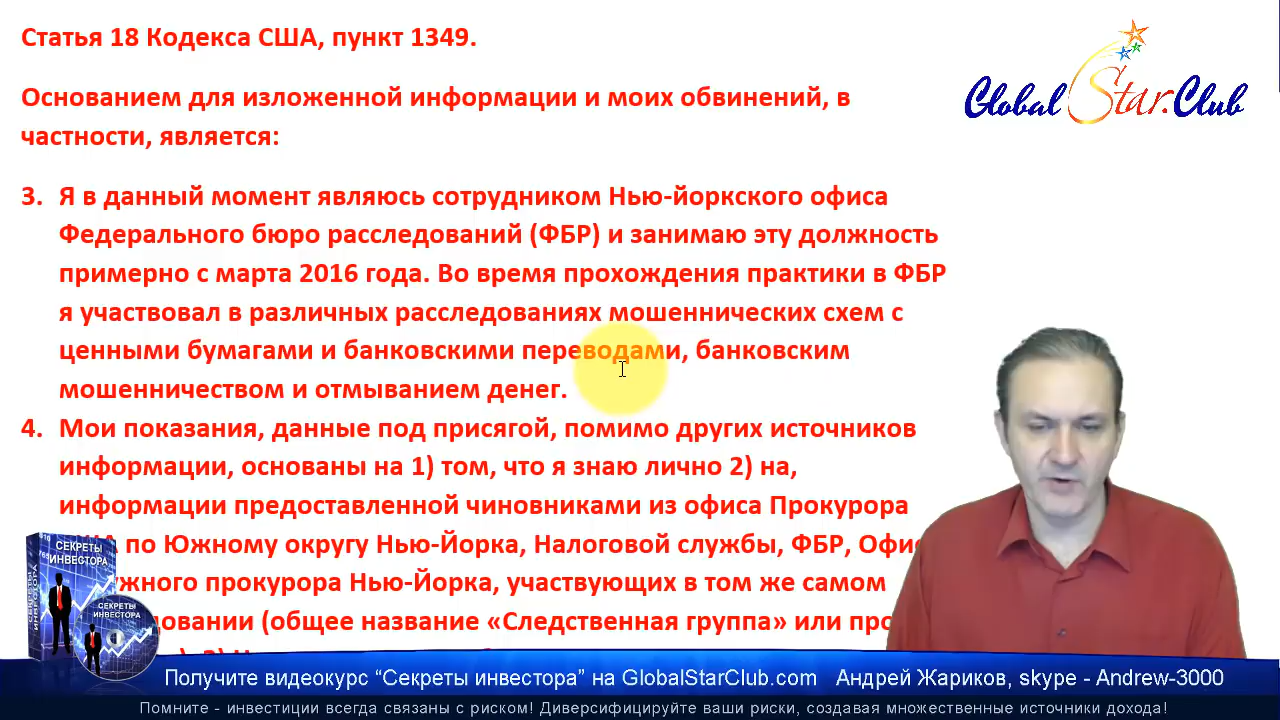 Статья 18 Кодекса США, пункт 1349.
Основанием для изложенной информации и моих обвинений, в
частности, является:
3. Я в данный момент являюсь сотрудником Нью-йоркского офиса
Федерального бюро расследований (ФБР) и занимаю эту должность
примерно с марта 2016 года. Во время прохождения практики в ФБР
я участвовал в различных расследованиях мошеннических схем с
ценными бумагами и банковскими переводами, банковским
мошенничеством и отмыванием денег.
4. Мои показания, данные под присягой, помимо других источников
информации, основаны на 1) том, что я знаю лично 2) на,
информации предоставленной чиновниками из офиса Прокурора
по Южному округу Нью-Йорка, Налоговой службы, ФБР,
прокурора Нью-Йорка, участвующих в том же самом
(общее название «Следственная группа» или
Global Star.Club
СЕКРЕТЫ
ИНВЕСТОРА
СЕКРЕТЫ
ИНВЕСТОРА
Получите видеокурс “Секреты инвестора” на GlobalStarClub.com Андрей Жариков, skype - Andrew-3000
Помните - инвестиции всегда связаны с риском! Диверсифицируйте ваши риски, создавая множественные источники дохода!